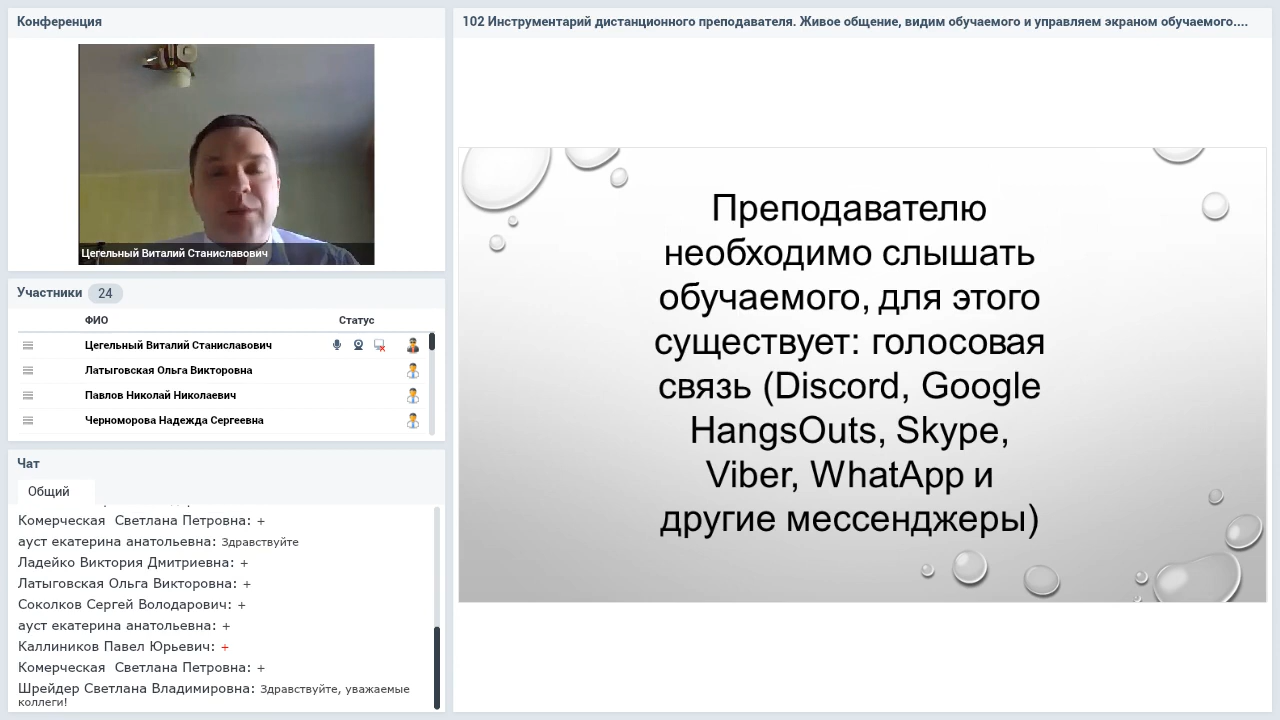 Конференция
Цегельный Виталий Станиславович
Участники 24
ФИО Статус
Цегельный Виталий Станиславович
Латыговская Ольга Викторовна
Павлов Николай Николаевич
Черноморова Надежда Сергеевна
Чат
Общий
Комерческая Светлана Петровна: +
ауст екатерина анатольевна: Здравствуйте
Ладейко Виктория Дмитриевна: +
Латыговская Ольга Викторовна: +
Соколков Сергей Володарович: +
ауст екатерина анатольевна: +
Каллиников Павел Юрьевич: +
Комерческая Светлана Петровна: +
Шрейдер Светлана Владимировна: Здравствуйте, уважаемые
коллеги!
102 Инструментарий дистанционного преподавателя. Живое общение, видим обучаемого и управляем экраном обучаемого....
Преподавателю
необходимо слышать
обучаемого, для этого
существует: голосовая
связь (Discord, Google
HangsOuts, Skype,
Viber, WhatApp и
другие мессенджеры)